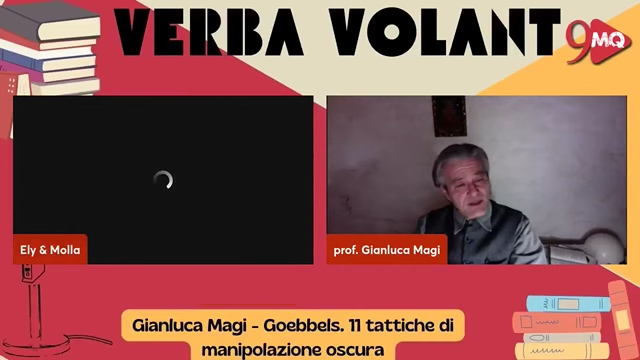 VERBA VOLANT
9MQ
Ely & Molla
prof. Gianluca Magi
Gianluca Magi - Goebbels. 11 tattiche di
manipolazione oscura